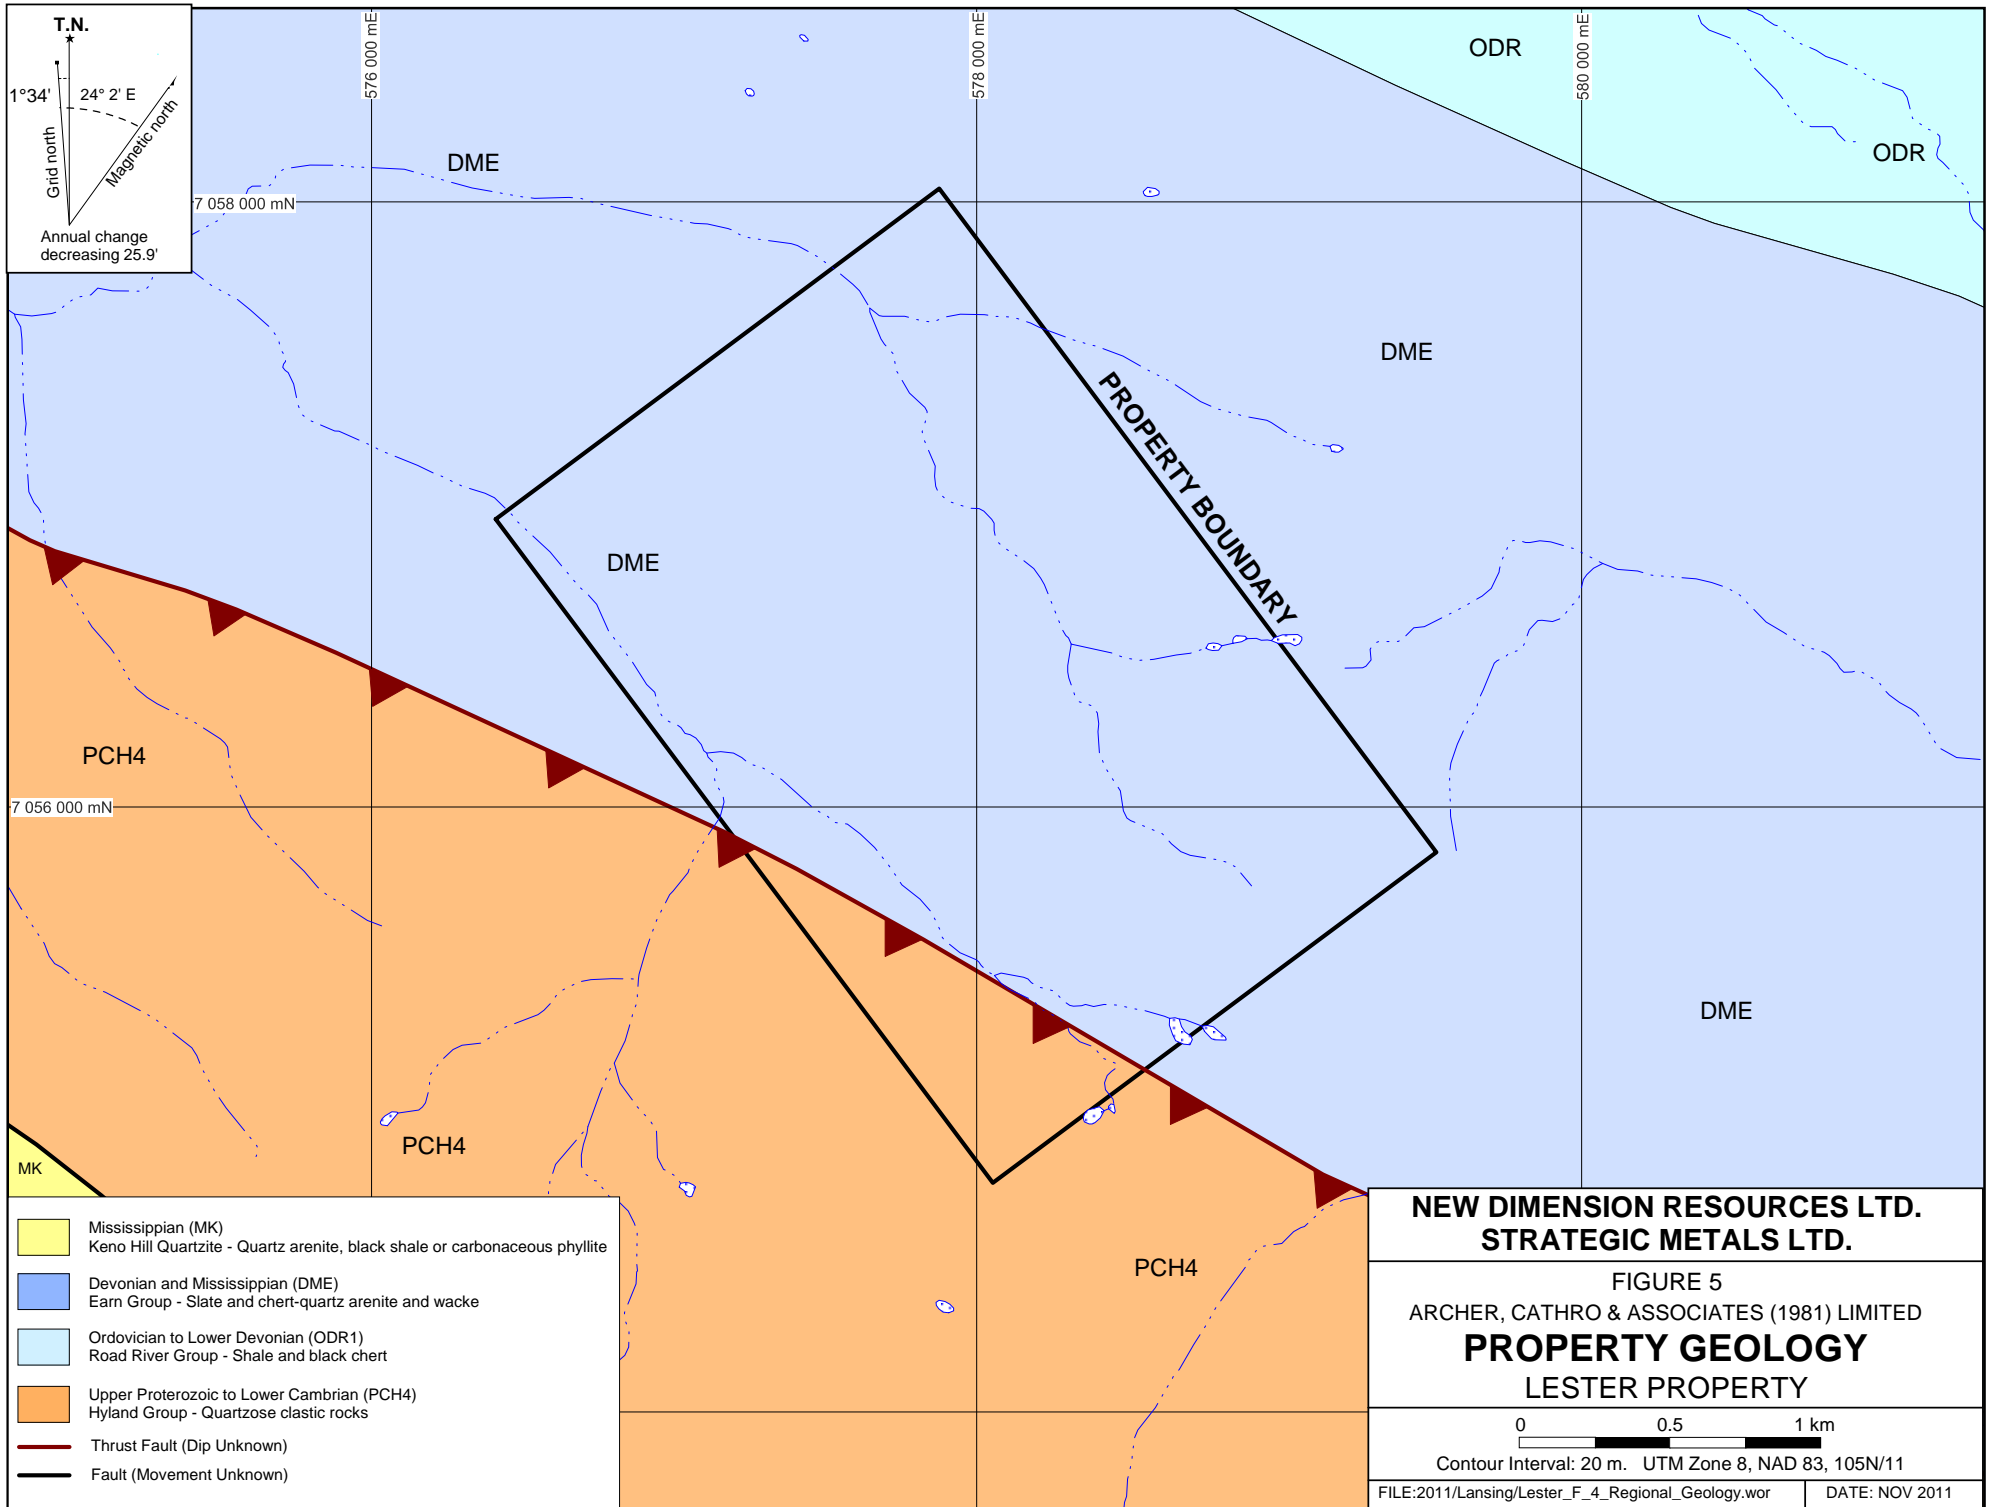 T.N.
1°34'
24° 2' E
Grid north
Magnetic north
Annual change
decreasing 25.9'
576 000 mE
578 000 mE
580 000 mE
ODR
ODR
DME
7 058 000 mN
DME
PROPERTY BOUNDARY
DME
PCH4
7 056 000 mN
DME
PCH4
MK
PCH4
Mississippian (MK)
Keno Hill Quartzite - Quartz arenite, black shale or carbonaceous phyllite
Devonian and Mississippian (DME)
Earn Group - Slate and chert-quartz arenite and wacke
Ordovician to Lower Devonian (ODR1)
Road River Group - Shale and black chert
Upper Proterozoic to Lower Cambrian (PCH4)
Hyland Group - Quartzose clastic rocks
Thrust Fault (Dip Unknown)
Fault (Movement Unknown)
NEW DIMENSION RESOURCES LTD.
STRATEGIC METALS LTD.
FIGURE 5
ARCHER, CATHRO & ASSOCIATES (1981) LIMITED
PROPERTY GEOLOGY
LESTER PROPERTY
0 0.5 1 km
Contour Interval: 20 m. UTM Zone 8, NAD 83, 105N/11
FILE:2011/Lansing/Lester_F_4_Regional_Geology.wor
DATE: NOV 2011